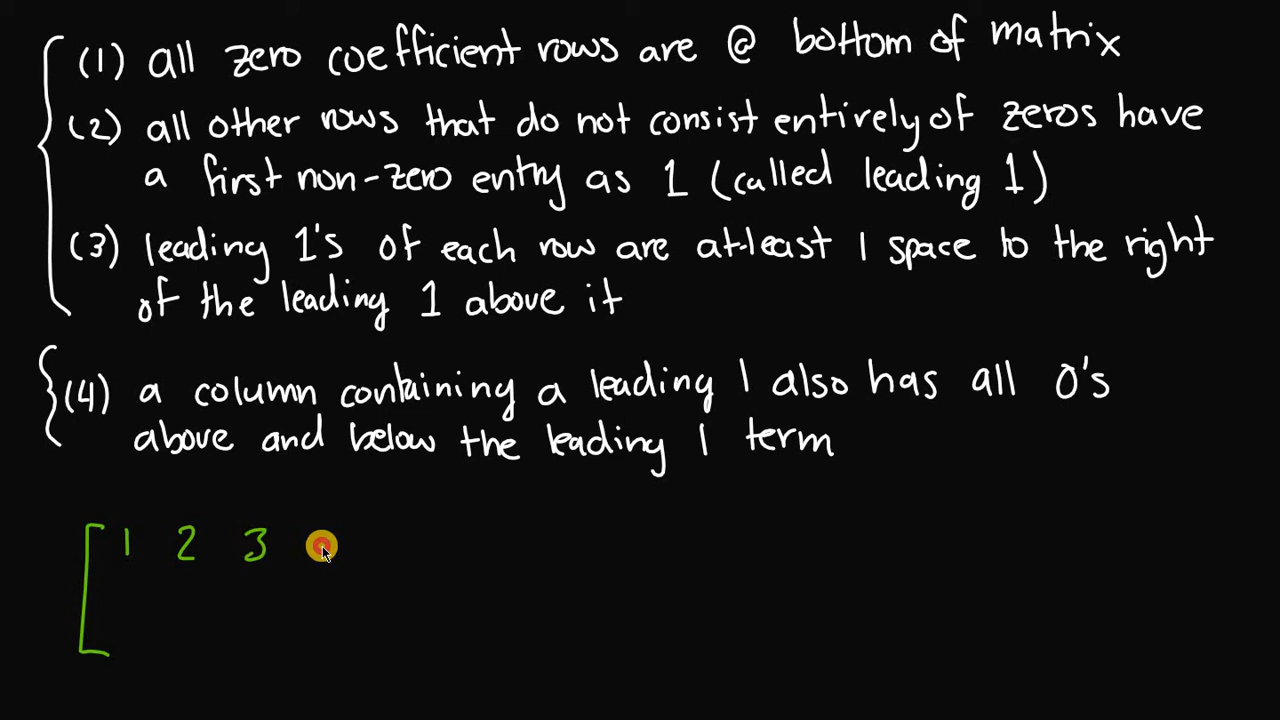 (1) all zero coefficient rows are @ bottom of matrix
(2) all other rows that do not consist entirely of zeros have
a first non-zero entry as 1 (called leading 1)
(3) leading 1's of each row are at-least 1 space to the right
of the leading 1 above it
(4) a column containing a leading 1 also has all 0's
above and below the leading 1 term
[ 1 2 3